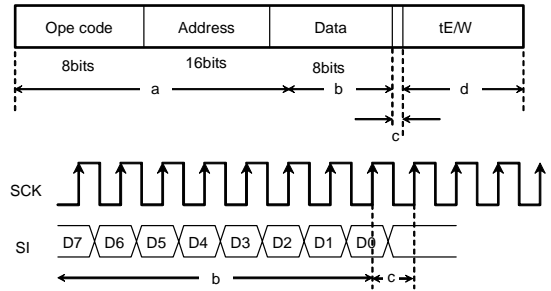 Ope code Address Data tE/W
8bits 16bits 8bits
a b d
c
SCK
SI D7 D6 D5 D4 D3 D2 D1 D0
b c